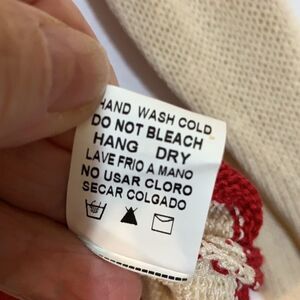 HAND WASH COLD
DO NOT BLEACH
HANG DRY
LAVE FRIO A MANO
NO USAR CLORO
SECAR COLGADO